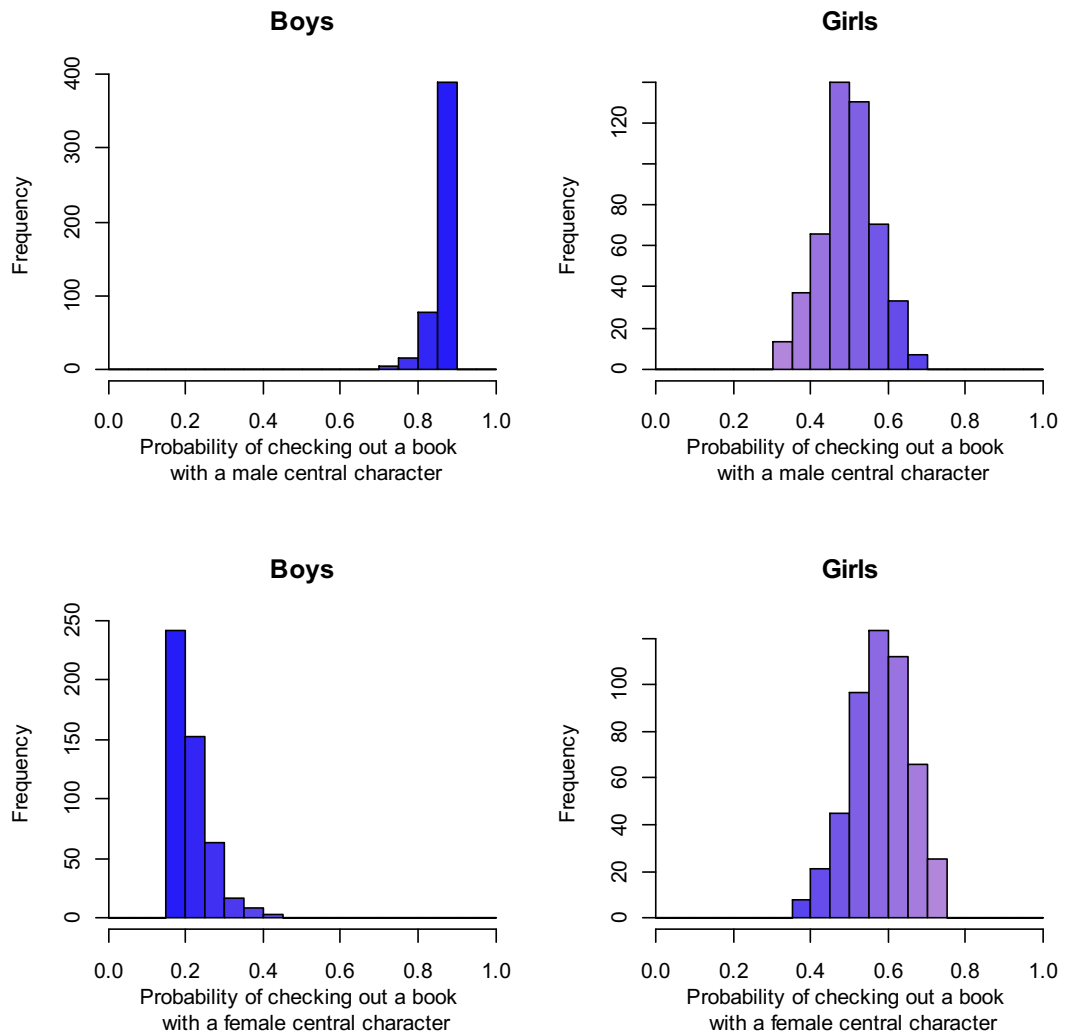 Boys
Frequency
0
100
200
300
400
0.0 0.2 0.4 0.6 0.8 1.0
Probability of checking out a book
with a male central character
Girls
Frequency
0
20
40
60
80
120
0.0 0.2 0.4 0.6 0.8 1.0
Probability of checking out a book
with a male central character
Boys
Frequency
0
50
100
150
200
250
0.0 0.2 0.4 0.6 0.8 1.0
Probability of checking out a book
with a female central character
Girls
Frequency
0
20
40
60
80
100
0.0 0.2 0.4 0.6 0.8 1.0
Probability of checking out a book
with a female central character